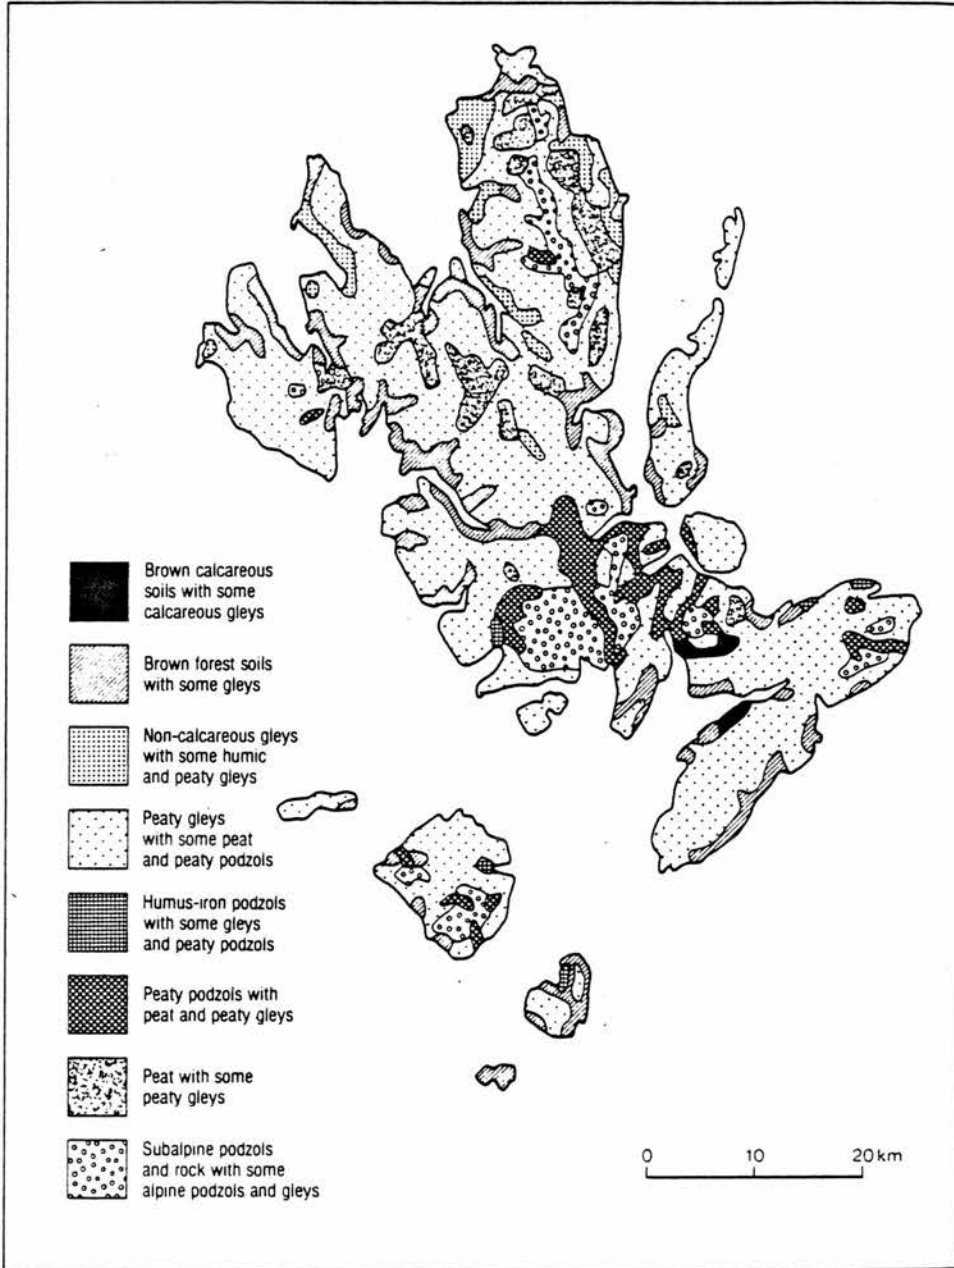 Brown calcareous
soils with some
calcareous gleys
Brown forest soils
with some gleys
Non-calcareous gleys
with some humic
and peaty gleys
Peaty gleys
with some peat
and peaty podzols
Humus-iron podzols
with some gleys
and peaty podzols
Peaty podzols with
peat and peaty gleys
Peat with some
peaty gleys
Subalpine podzols
and rock with some
alpine podzols and gleys
0 10 20 km